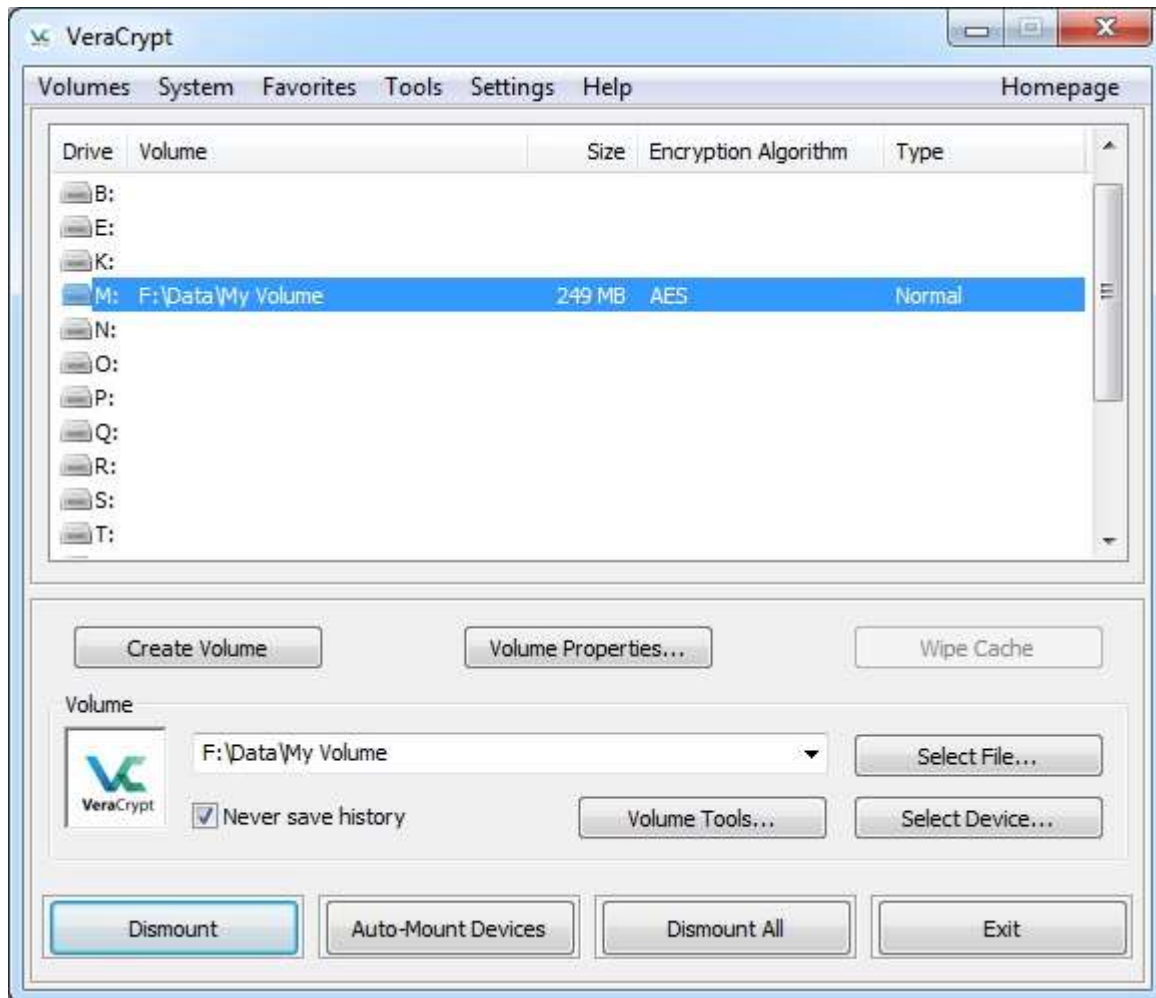 VeraCrypt
Volumes System Favorites Tools Settings Help Homepage
Drive Volume Size Encryption Algorithm Type
B:
E:
K:
M: F:\Data\My Volume 249 MB AES Normal
N:
O:
P:
Q:
R:
S:
T:
Create Volume Volume Properties... Wipe Cache
Volume
VeraCrypt
F:\Data\My Volume Select File...
Never save history Volume Tools... Select Device...
Dismount Auto-Mount Devices Dismount All Exit